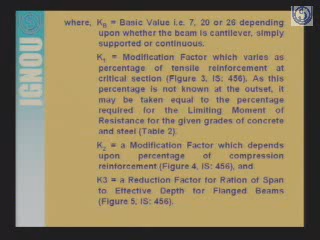 where, KB = Banic Value i.e. 7, 20 or 26 depending
upon whether the beam is cantilever, simply
supported or continuous.
K1 = Modification Factor which varies as
percentage of tensile reinforcement at
critical section (Figure 3, IS: 456). As this
percentage is not known at the outset, it
may be taken equal to the percentage
required for the Limiting Moment of
Resistance for the given grades of concrete
and steel (Table 2).
K2 = a Modification Factor which depends
upon percentage of compression
reinforcement (Figure 4, IS: 456), and
K3 = a Reduction Factor for Ration of Span
to Effective Depth for Flanged Beams
(Figure 5, IS: 456).
IGNOU